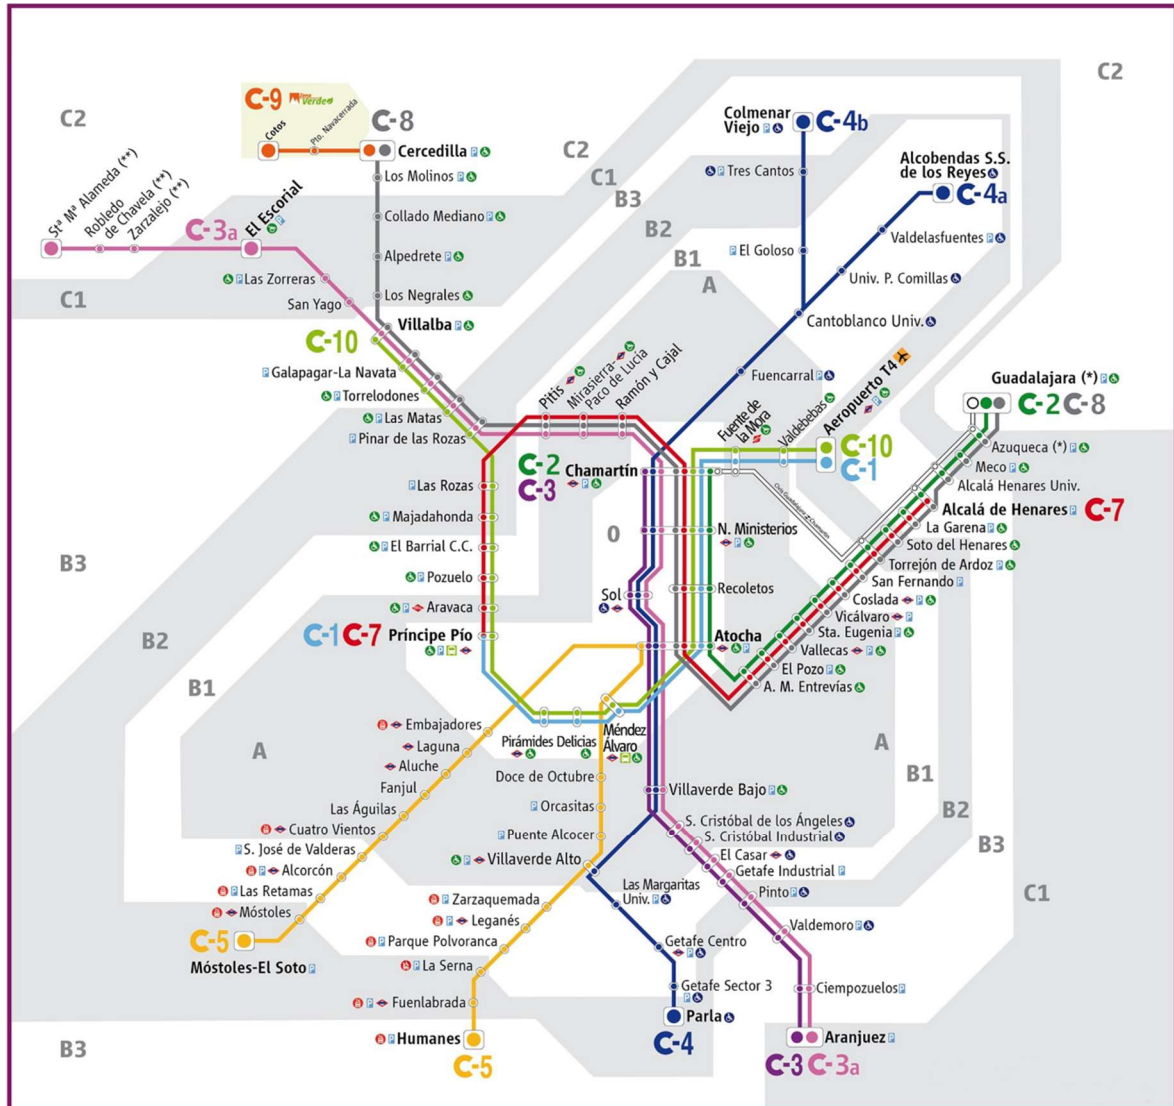 C2
C-9
Zona Verde
Cotos
Pto. Navacerrada
C-8
Cercedilla
Los Molinos
Collado Mediano
Alpedrete
Los Negrales
Villalba
C2
C1
B3
B2
B1
A
C2
Colmenar
Viejo
C-4b
Tres Cantos
El Goloso
Alcobendas S.S.
de los Reyes
C-4a
Valdelasfuentes
Univ. P. Comillas
Cantoblanco Univ.
Fuencarral
Stª Mª Alameda (**)
Robledo
de Chavela (**)
Zarzalejo (**)
C-3a
El Escorial
Las Zorreras
San Yago
C1
C-10
Galapagar-La Navata
Torrelodones
Las Matas
Pinar de las Rozas
Las Rozas
Majadahonda
El Barrial C.C.
Pozuelo
Aravaca
C-1 C-7
Príncipe Pío
Pitis
Mirasierra-
Paco de Lucía
Ramón y Cajal
C-2
C-3
Chamartín
Fuente de
la Mora
Valdebebas
Aeropuerto T4
C-10
C-1
Guadalajara (*)
C-2 C-8
Azuqueca (*)
Meco
Alcalá Henares Univ.
Alcalá de Henares
C-7
La Garena
Soto del Henares
Torrejón de Ardoz
San Fernando
Coslada
Vicálvaro
Sta. Eugenia
Vallecas
El Pozo
A. M. Entrevías
0
N. Ministerios
Recoletos
Sol
Atocha
B3
B2
B1
A
Embajadores
Laguna
Aluche
Fanjul
Las Águilas
Cuatro Vientos
S. José de Valderas
Alcorcón
Las Retamas
Móstoles
C-5
Móstoles-El Soto
Pirámides
Delicias
Méndez
Álvaro
Doce de Octubre
Orcasitas
Puente Alcocer
Villaverde Alto
Zarzaquemada
Leganés
Parque Polvoranca
La Serna
Fuenlabrada
Humanes
C-5
Villaverde Bajo
S. Cristóbal de los Ángeles
S. Cristóbal Industrial
El Casar
Getafe Industrial
Pinto
Valdemoro
Ciempozuelos
Aranjuez
C-3 C-3a
Las Margaritas
Univ.
Getafe Centro
Getafe Sector 3
Parla
C-4
A
B1
B2
B3
C1
B3